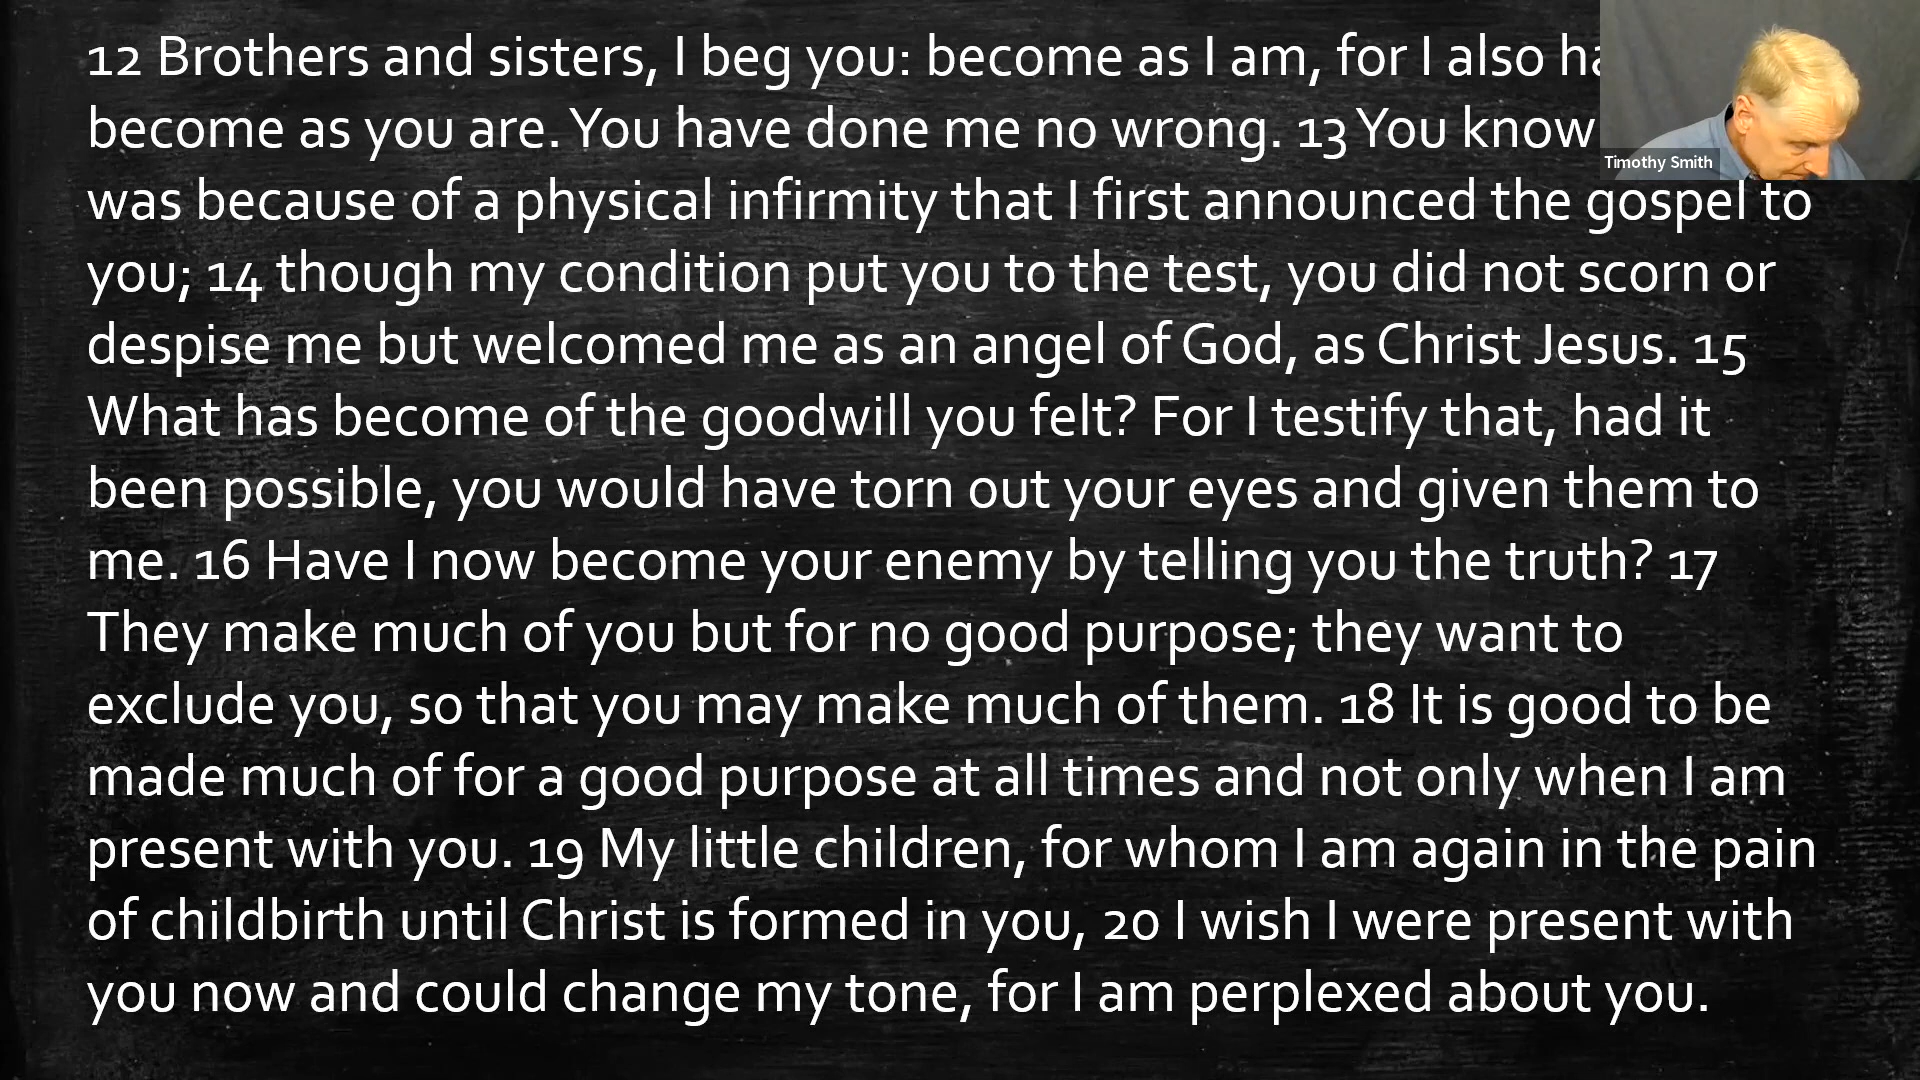 12 Brothers and sisters, I beg you: become as I am, for I also
become as you are. You have done me no wrong. 13 You know
was because of a physical infirmity that I first announced the gospel to
you; 14 though my condition put you to the test, you did not scorn or
despise me but welcomed me as an angel of God, as Christ Jesus. 15
What has become of the goodwill you felt? For I testify that, had it
been possible, you would have torn out your eyes and given them to
me. 16 Have I now become your enemy by telling you the truth? 17
They make much of you but for no good purpose; they want to
exclude you, so that you may make much of them. 18 It is good to be
made much of for a good purpose at all times and not only when I am
present with you. 19 My little children, for whom I am again in the pain
of childbirth until Christ is formed in you, 20 I wish I were present with
you now and could change my tone, for I am perplexed about you.
Timothy Smith